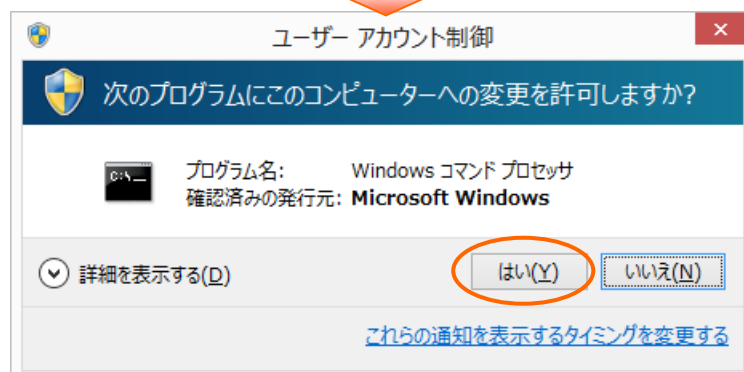 ユーザー アカウント制御
次のプログラムにこのコンピューターへの変更を許可しますか?
C:\_
プログラム名: Windows コマンド プロセッサ
確認済みの発行元: Microsoft Windows
詳細を表示する(D)
はい(Y)
いいえ(N)
これらの通知を表示するタイミングを変更する